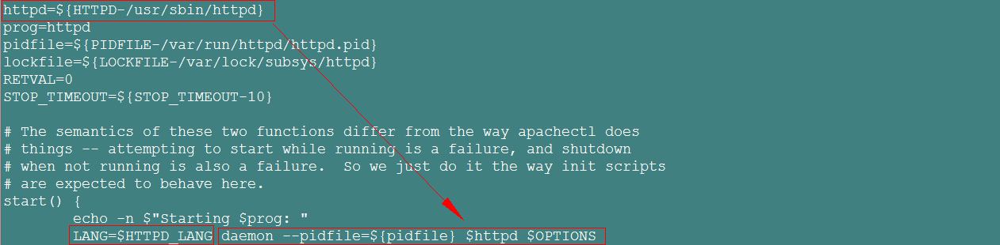 httpd=${HTTPD-/usr/sbin/httpd}
prog=httpd
pidfile=${PIDFILE-/var/run/httpd/httpd.pid}
lockfile=${LOCKFILE-/var/lock/subsys/httpd}
RETVAL=0
STOP_TIMEOUT=${STOP_TIMEOUT-10}
# The semantics of these two functions differ from the way apachectl does
# things -- attempting to start while running is a failure, and shutdown
# when not running is also a failure.  So we just do it the way init scripts
# are expected to behave here.
start() {
        echo -n $"Starting $prog: "
        LANG=$HTTPD_LANG daemon --pidfile=${pidfile} $httpd $OPTIONS